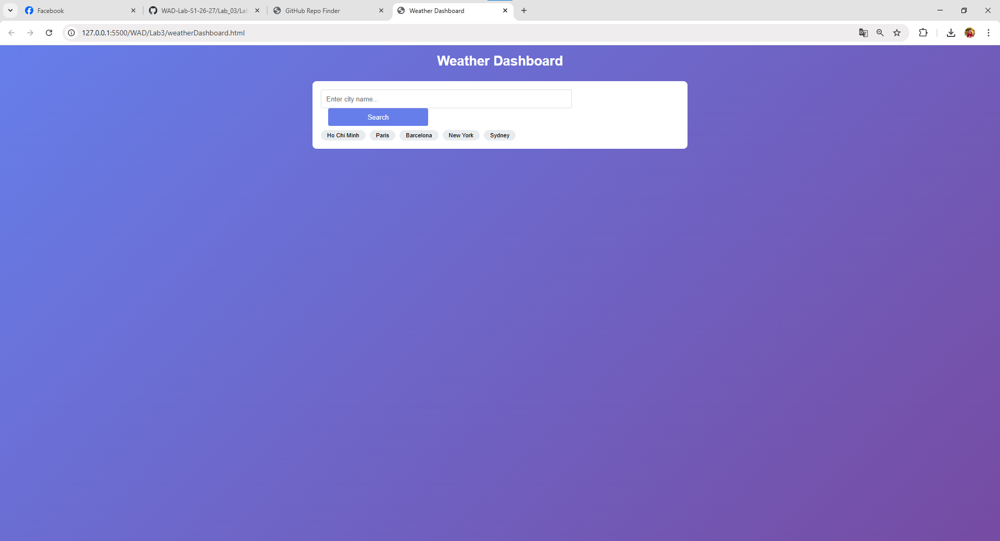 Facebook
WAD-Lab-S1-26-27/Lab_03/Lab
GitHub Repo Finder
Weather Dashboard
127.0.0.1:5500/WAD/Lab3/weatherDashboard.html
Weather Dashboard
Enter city name...
Search
Ho Chi Minh Paris Barcelona New York Sydney